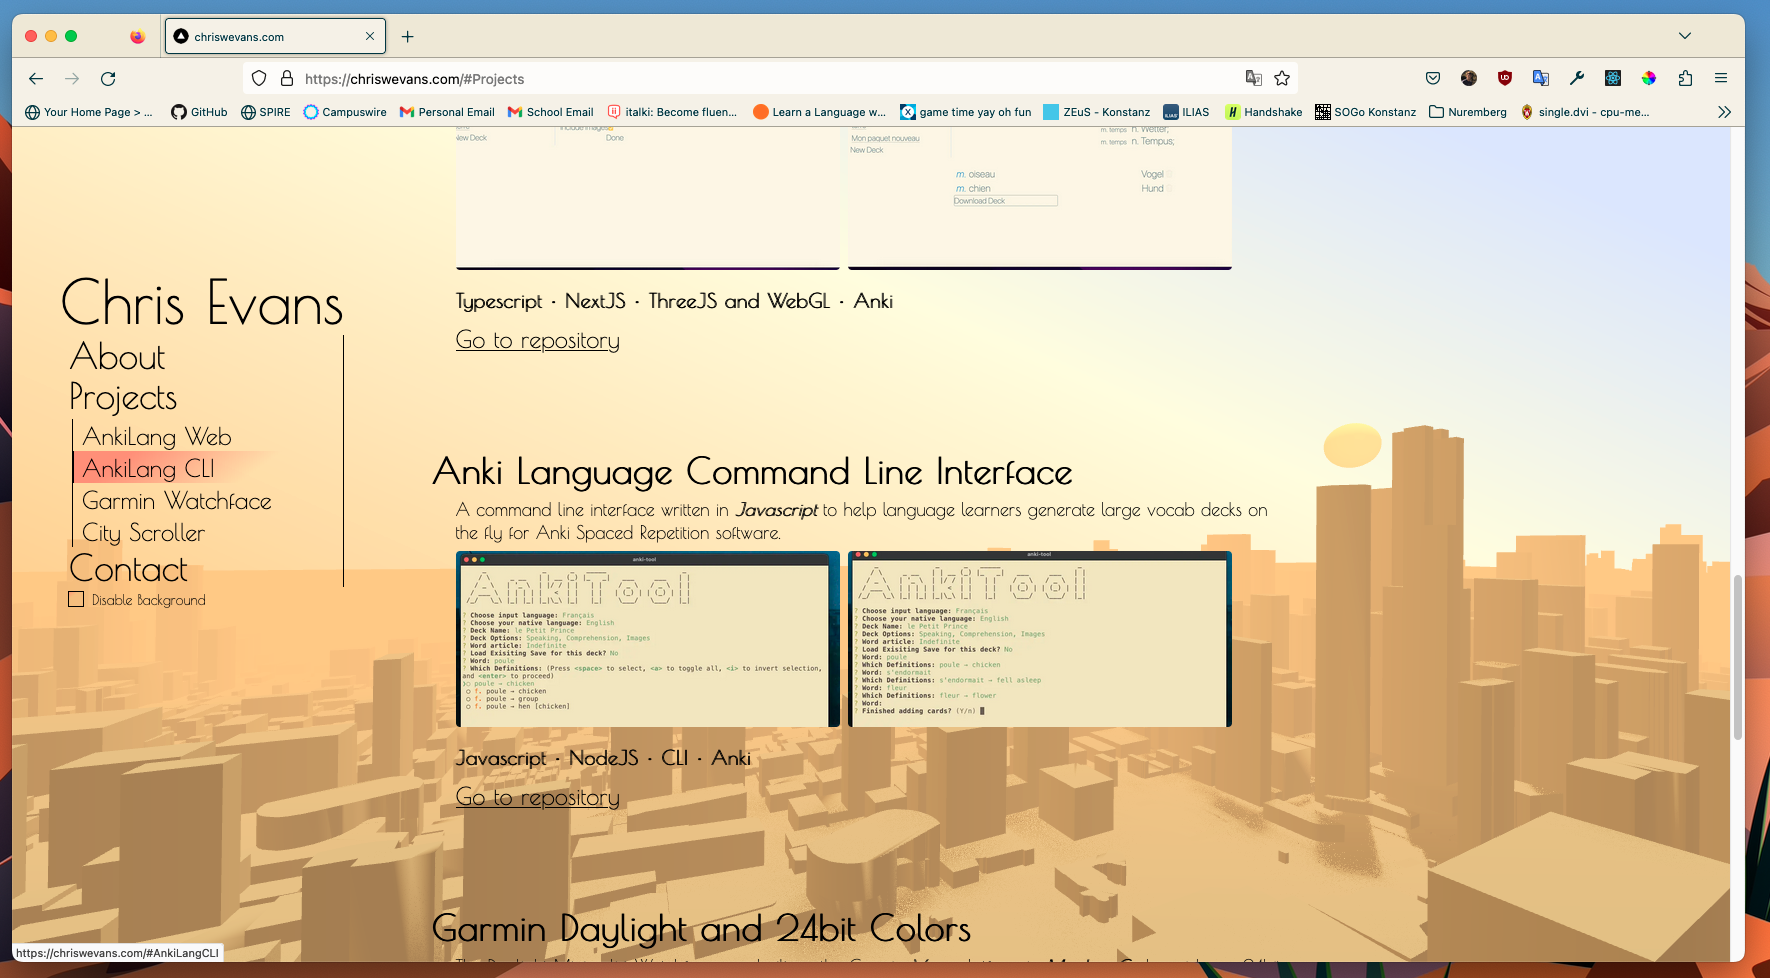 chriswevans.com
https://chriswevans.com/#Projects
Your Home Page > ...
GitHub
SPIRE
Campuswire
Personal Email
School Email
italki: Become fluen...
Learn a Language w...
game time yay oh fun
ZEuS - Konstanz
ILIAS
Handshake
SOGo Konstanz
Nuremberg
single.dvi - cpu-me...
New Deck
Include Images
Done
Mon paquet nouveau
New Deck
m. temps n. Wetter;
m. temps n. Tempus;
m. oiseau Vogel
m. chien Hund
Download Deck
Typescript · NextJS · ThreeJS and WebGL · Anki
Go to repository
Chris Evans
About
Projects
AnkiLang Web
AnkiLang CLI
Garmin Watchface
City Scroller
Contact
Disable Background
Anki Language Command Line Interface
A command line interface written in Javascript to help language learners generate large vocab decks on
the fly for Anki Spaced Repetition software.
anki-tool
AnkiTool
? Choose input language: Français
? Choose your native language: English
? Deck Name: le Petit Prince
? Deck Options: Speaking, Comprehension, Images
? Word article: Indefinite
? Load Exisiting Save for this deck? No
? Word: poule
? Which Definitions: (Press <space> to select, <a> to toggle all, <i> to invert selection,
and <enter> to proceed)
❯○ poule → chicken
○ f. poule → chicken
○ f. poule → group
○ f. poule → hen [chicken]
anki-tool
AnkiTool
? Choose input language: Français
? Choose your native language: English
? Deck Name: le Petit Prince
? Deck Options: Speaking, Comprehension, Images
? Word article: Indefinite
? Load Exisiting Save for this deck? No
? Word: poule
? Which Definitions: poule → chicken
? Word: s'endormait
? Which Definitions: s'endormait → fell asleep
? Word: fleur
? Which Definitions: fleur → flower
? Word:
? Finished adding cards? (Y/n)
Javascript · NodeJS · CLI · Anki
Go to repository
Garmin Daylight and 24bit Colors
https://chriswevans.com/#AnkiLangCLI